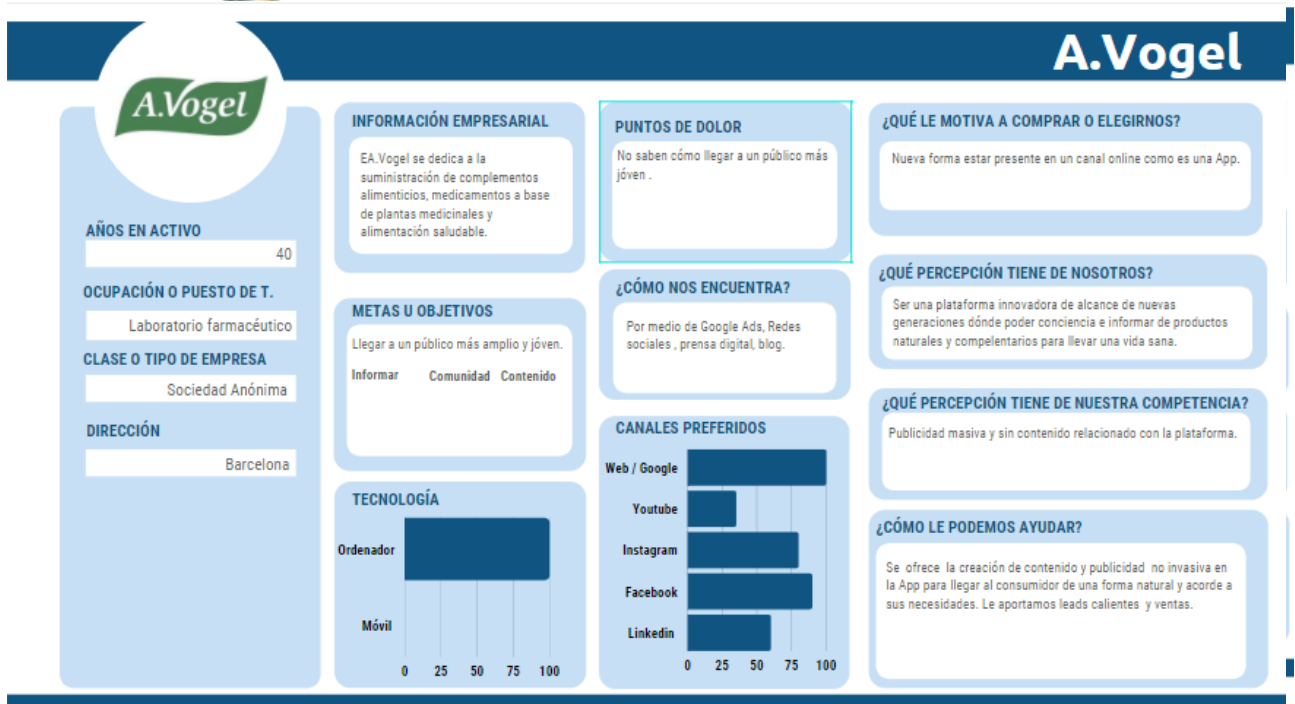 A.Vogel
A.Vogel
AÑOS EN ACTIVO
40
OCUPACIÓN O PUESTO DE T.
Laboratorio farmacéutico
CLASE O TIPO DE EMPRESA
Sociedad Anónima
DIRECCIÓN
Barcelona
INFORMACIÓN EMPRESARIAL
EA.Vogel se dedica a la
suministración de complementos
alimenticios, medicamentos a base
de plantas medicinales y
alimentación saludable.
METAS U OBJETIVOS
Llegar a un público más amplio y jóven.
Informar Comunidad Contenido
TECNOLOGÍA
Ordenador
Móvil
0 25 50 75 100
PUNTOS DE DOLOR
No saben cómo llegar a un público más
jóven .
¿CÓMO NOS ENCUENTRA?
Por medio de Google Ads, Redes
sociales , prensa digital, blog.
CANALES PREFERIDOS
Web / Google
Youtube
Instagram
Facebook
Linkedin
0 25 50 75 100
¿QUÉ LE MOTIVA A COMPRAR O ELEGIRNOS?
Nueva forma estar presente en un canal online como es una App.
¿QUÉ PERCEPCIÓN TIENE DE NOSOTROS?
Ser una plataforma innovadora de alcance de nuevas
generaciones dónde poder conciencia e informar de productos
naturales y compelentarios para llevar una vida sana.
¿QUÉ PERCEPCIÓN TIENE DE NUESTRA COMPETENCIA?
Publicidad masiva y sin contenido relacionado con la plataforma.
¿CÓMO LE PODEMOS AYUDAR?
Se ofrece la creación de contenido y publicidad no invasiva en
la App para llegar al consumidor de una forma natural y acorde a
sus necesidades. Le aportamos leads calientes y ventas.